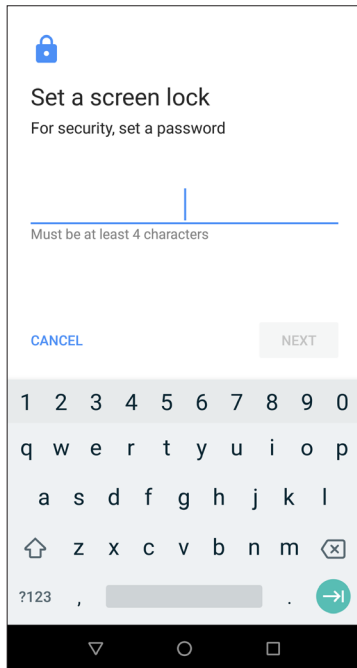 Set a screen lock
For security, set a password
Must be at least 4 characters
CANCEL NEXT
1 2 3 4 5 6 7 8 9 0
q w e r t y u i o p
a s d f g h j k l
z x c v b n m
?123 , .